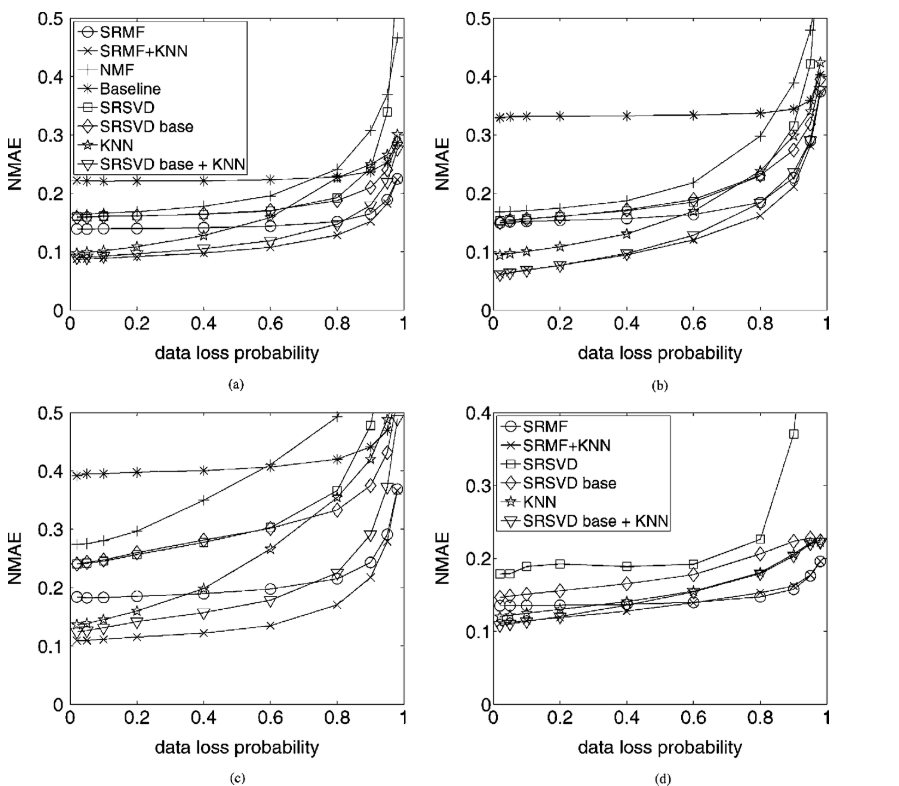 0.5
0.4
0.3
0.2
0.1
0
NMAE
0 0.2 0.4 0.6 0.8 1
data loss probability
SRMF
SRMF+KNN
NMF
Baseline
SRSVD
SRSVD base
KNN
SRSVD base + KNN
(a)
0.5
0.4
0.3
0.2
0.1
0
NMAE
0 0.2 0.4 0.6 0.8 1
data loss probability
(b)
0.5
0.4
0.3
0.2
0.1
0
NMAE
0 0.2 0.4 0.6 0.8 1
data loss probability
(c)
0.4
0.3
0.2
0.1
0
NMAE
0 0.2 0.4 0.6 0.8 1
data loss probability
SRMF
SRMF+KNN
SRSVD
SRSVD base
KNN
SRSVD base + KNN
(d)